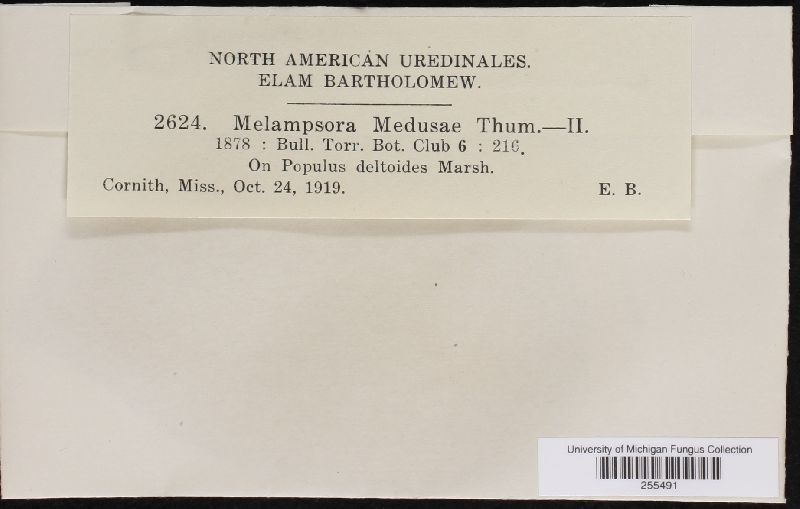 NORTH AMERICAN UREDINALES.
ELAM BARTHOLOMEW.
2624. Melampsora Medusae Thum.—II.
1878 : Bull. Torr. Bot. Club 6 : 216.
On Populus deltoides Marsh.
Cornith, Miss., Oct. 24, 1919. E. B.
University of Michigan Fungus Collection
255491